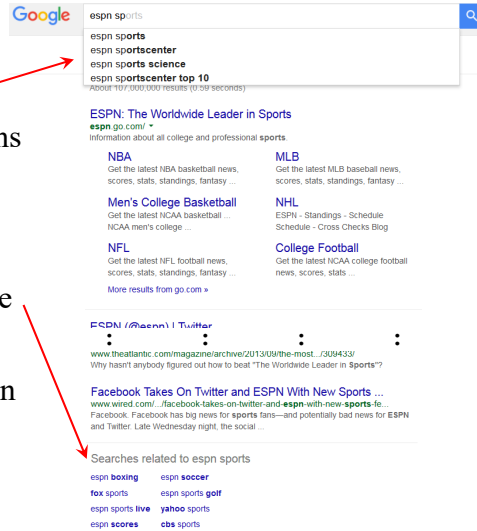 Google
espn sports
espn sports
espn sportscenter
espn sports science
espn sportscenter top 10
About 107,000,000 results (0.59 seconds)
ESPN: The Worldwide Leader in Sports
espn.go.com/
Information about all college and professional sports.
NBA
Get the latest NBA basketball news,
scores, stats, standings, fantasy ...
MLB
Get the latest MLB baseball news,
scores, stats, standings, fantasy ...
Men's College Basketball
Get the latest NCAA basketball ...
NCAA men's college ...
NHL
ESPN - Standings - Schedule
Schedule - Cross Checks Blog
NFL
Get the latest NFL football news,
scores, stats, standings, fantasy ...
College Football
Get the latest NCAA college football
news, scores, stats ...
More results from go.com »
ESPN (@espn) | Twitter
www.theatlantic.com/magazine/archive/2013/09/the-most.../309433/
Why hasn't anybody figured out how to beat "The Worldwide Leader in Sports"?
Facebook Takes On Twitter and ESPN With New Sports ...
www.wired.com/.../facebook-takes-on-twitter-and-espn-with-new-sports-fe...
Facebook. Facebook has big news for sports fans—and potentially bad news for ESPN
and Twitter. Late Wednesday night, the social ...
Searches related to espn sports
espn boxing
espn soccer
fox sports
espn sports golf
espn sports live
yahoo sports
espn scores
cbs sports